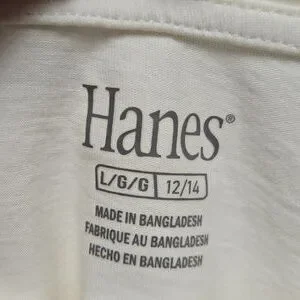 Hanes®
L/G/G 12/14
MADE IN BANGLADESH
FABRIQUE AU BANGLADESH
HECHO EN BANGLADESH